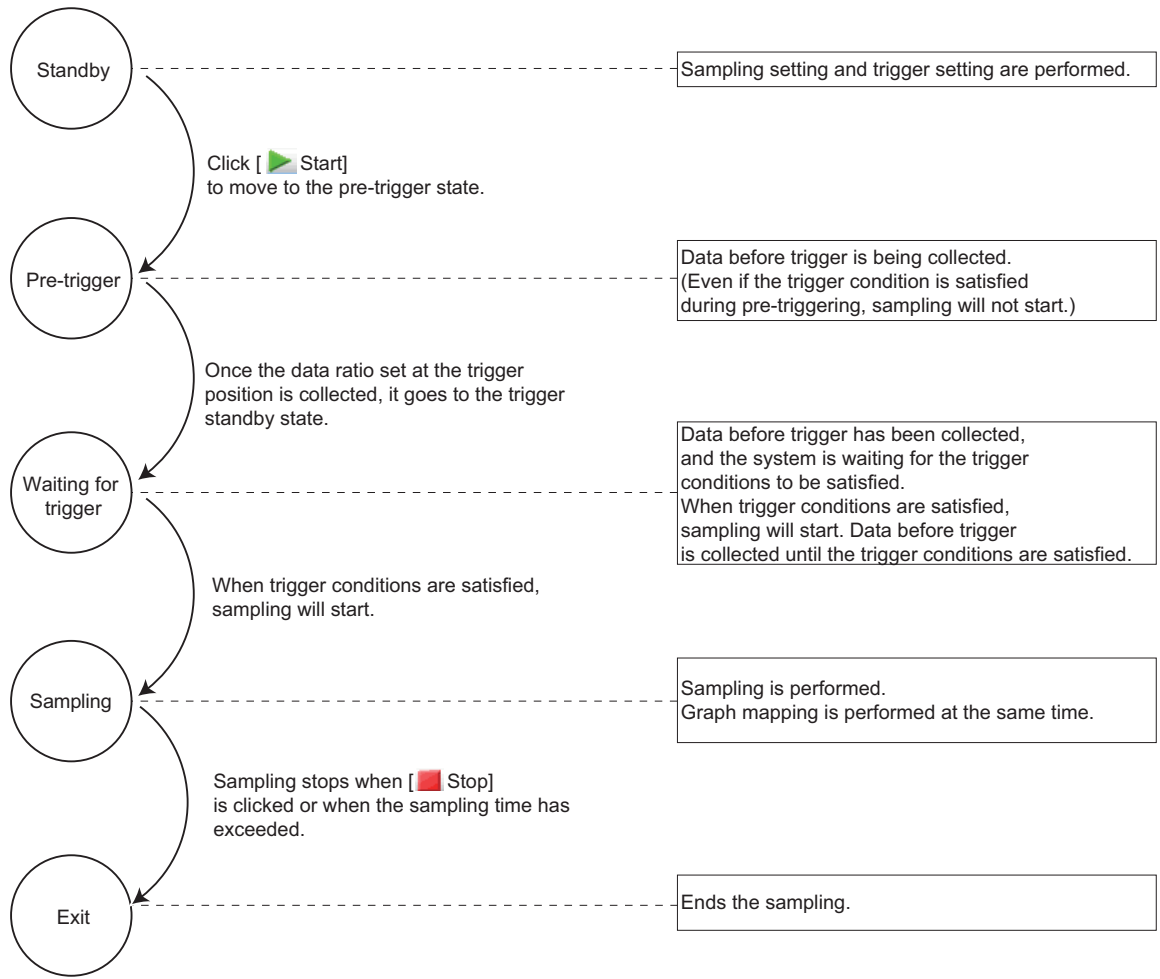 Standby
Sampling setting and trigger setting are performed.
Click [ Start]
to move to the pre-trigger state.
Pre-trigger
Data before trigger is being collected.
(Even if the trigger condition is satisfied
during pre-triggering, sampling will not start.)
Once the data ratio set at the trigger
position is collected, it goes to the trigger
standby state.
Waiting for
trigger
Data before trigger has been collected,
and the system is waiting for the trigger
conditions to be satisfied.
When trigger conditions are satisfied,
sampling will start. Data before trigger
is collected until the trigger conditions are satisfied.
When trigger conditions are satisfied,
sampling will start.
Sampling
Sampling is performed.
Graph mapping is performed at the same time.
Sampling stops when [ Stop]
is clicked or when the sampling time has
exceeded.
Exit
Ends the sampling.